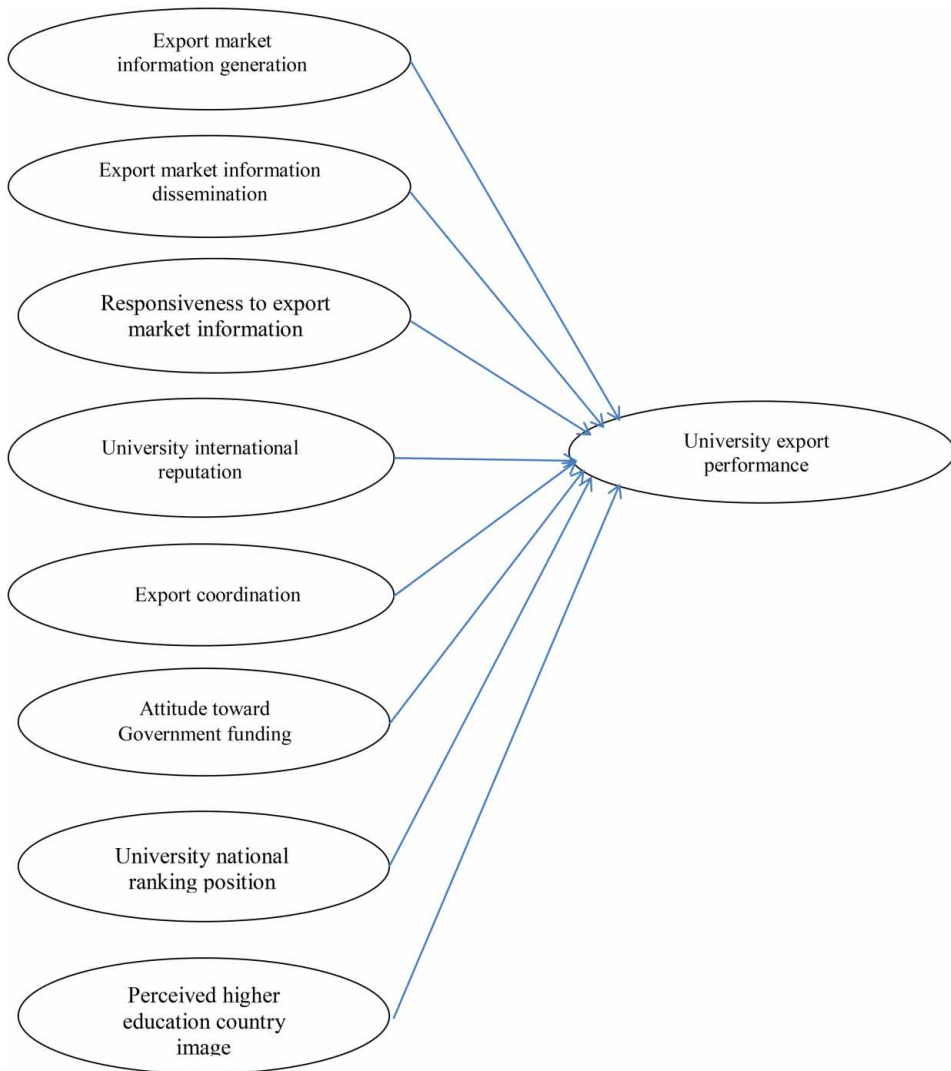 Export market
information generation
Export market information
dissemination
Responsiveness to export
market information
University international
reputation
University export
performance
Export coordination
Attitude toward
Government funding
University national
ranking position
Perceived higher
education country
image